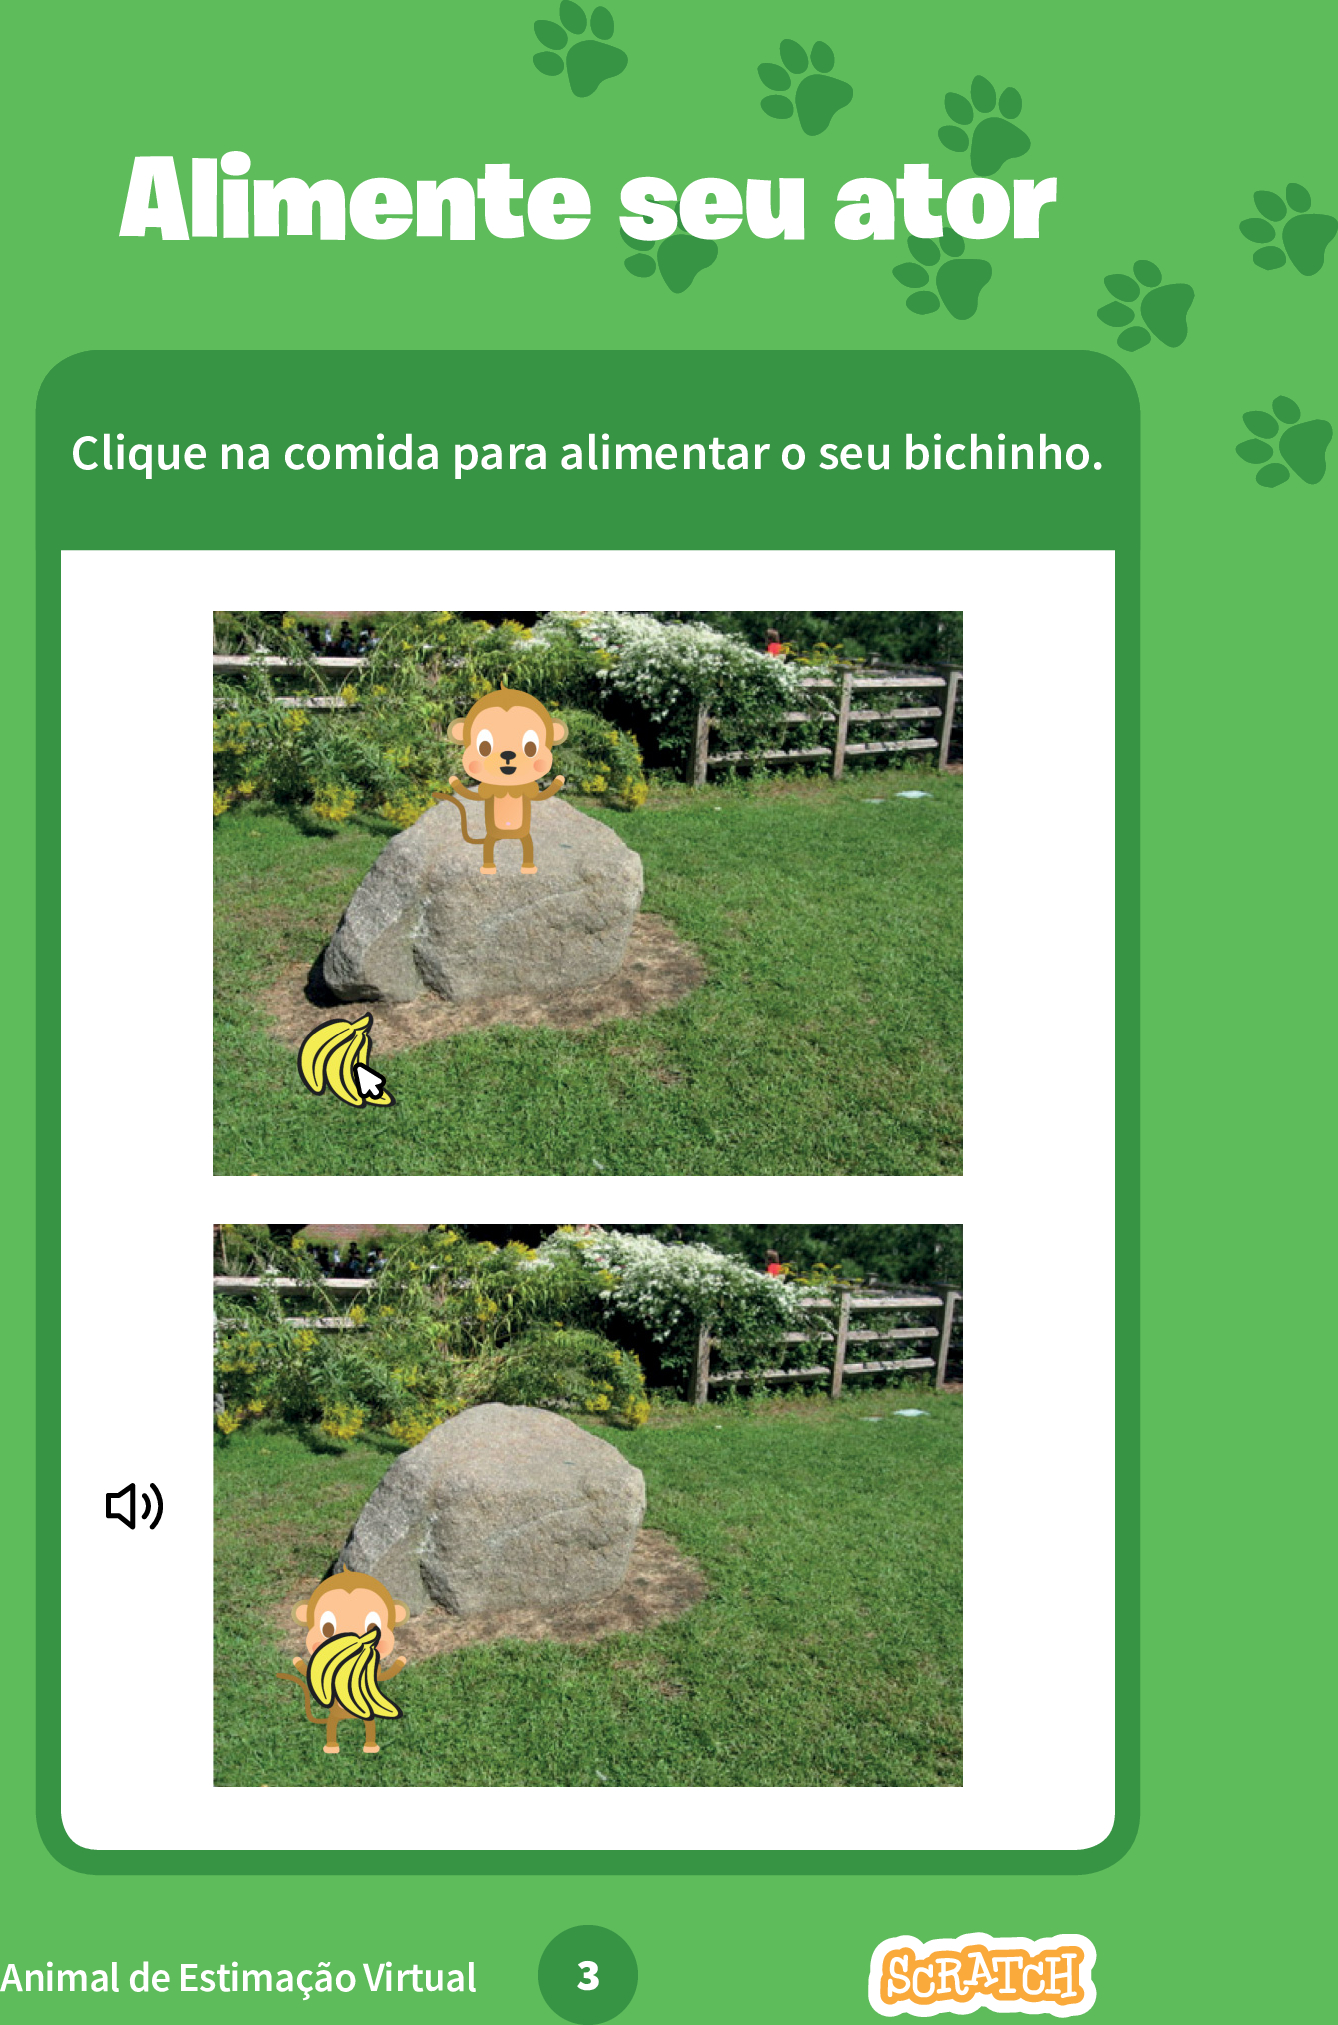 Alimente seu ator
Clique na comida para alimentar o seu bichinho.
Animal de Estimação Virtual
3
SCRATCH